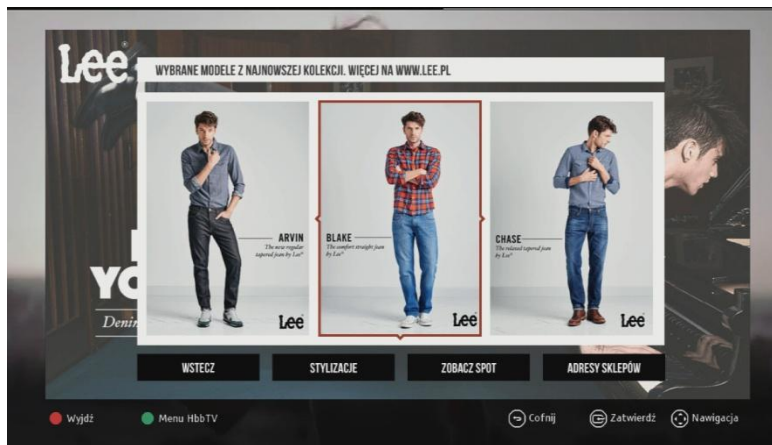 Lee
WYBRANE MODELE Z NAJNOWSZEJ KOLEKCJI. WIĘCEJ NA WWW.LEE.PL
ARVIN
The new regular
tapered jean by Lee®
Lee
BLAKE
The comfort straight jean
by Lee®
Lee
CHASE
The relaxed tapered jean
by Lee®
Lee
YO
Denim
WSTECZ
STYLIZACJE
ZOBACZ SPOT
ADRESY SKLEPÓW
Wyjdź
Menu HbbTV
Cofnij
Zatwierdź
Nawigacja